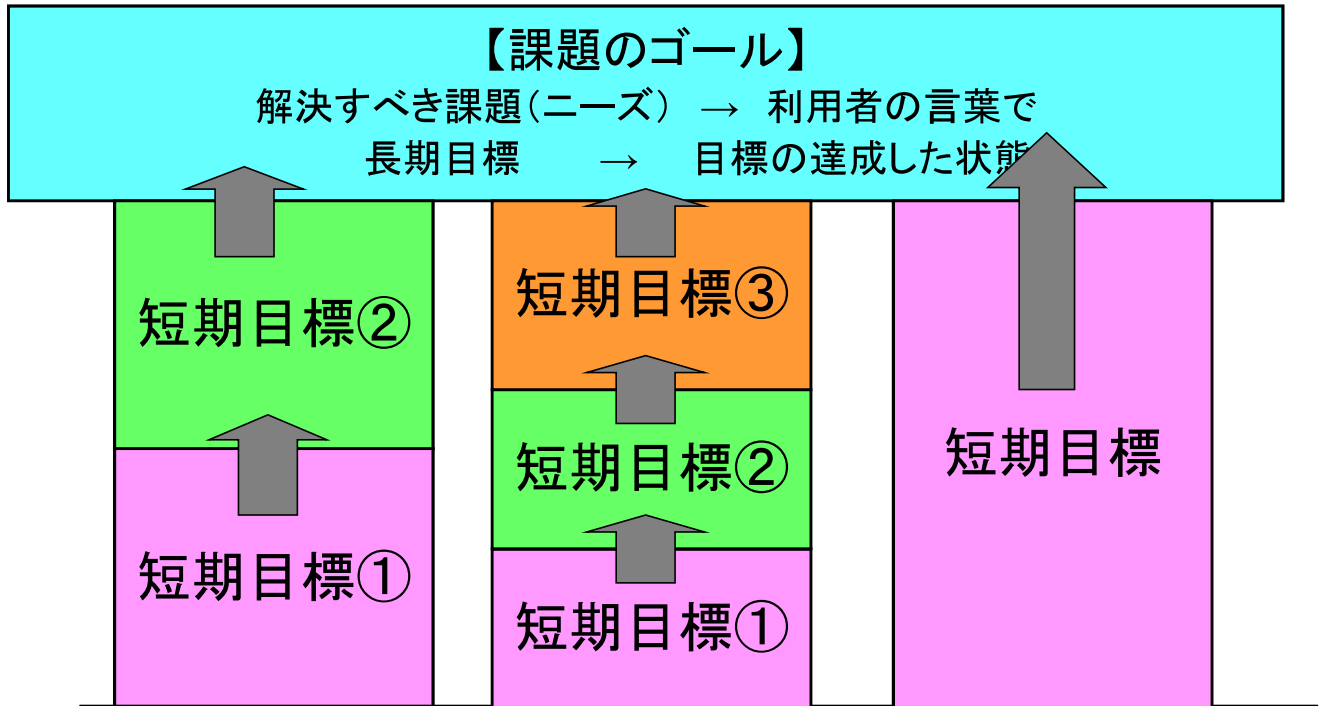 【課題のゴール】
解決すべき課題(ニーズ) → 利用者の言葉で
長期目標 → 目標の達成した状態
短期目標②
短期目標①
短期目標③
短期目標②
短期目標①
短期目標